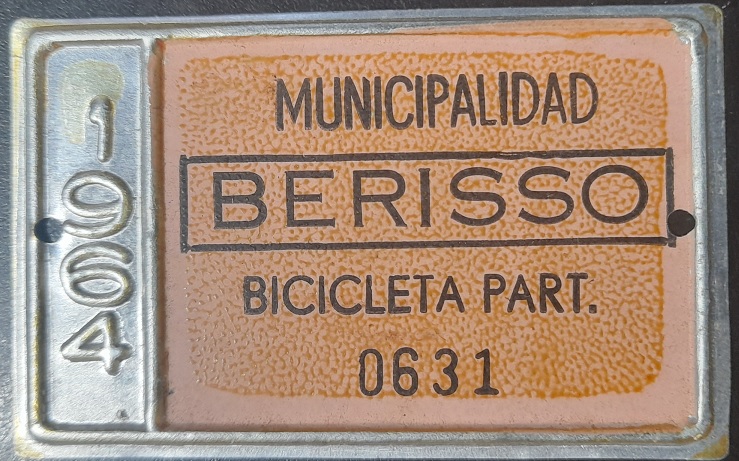 1964
MUNICIPALIDAD
BERISSO
BICICLETA PART.
0631